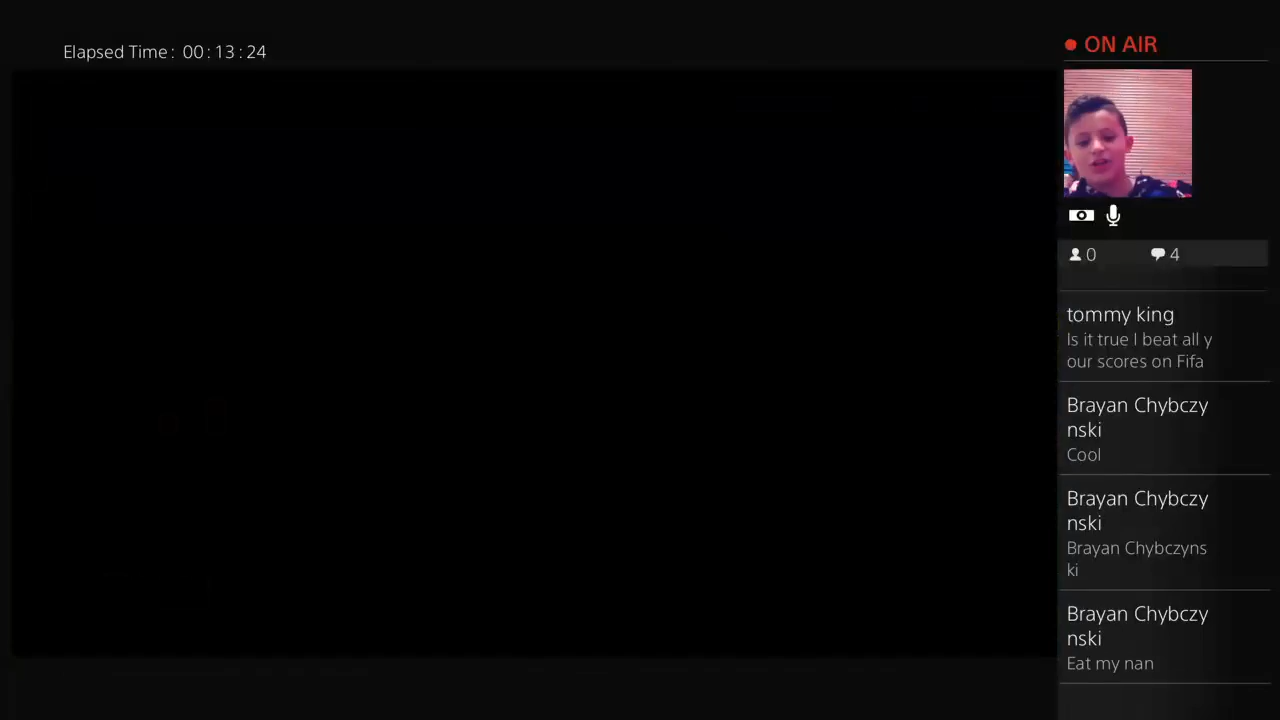 Elapsed Time: 00:13:24
ON AIR
0 4
tommy king
Is it true I beat all y
our scores on Fifa
Brayan Chybczy
nski
Cool
Brayan Chybczy
nski
Brayan Chybczyns
ki
Brayan Chybczy
nski
Eat my nan